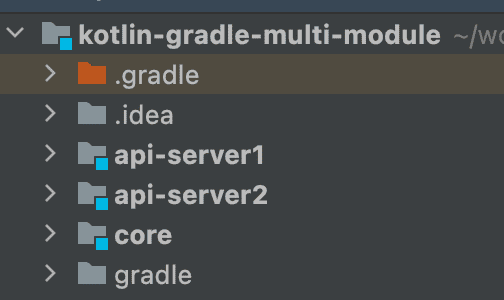 kotlin-gradle-multi-module ~/wo
.gradle
.idea
api-server1
api-server2
core
gradle